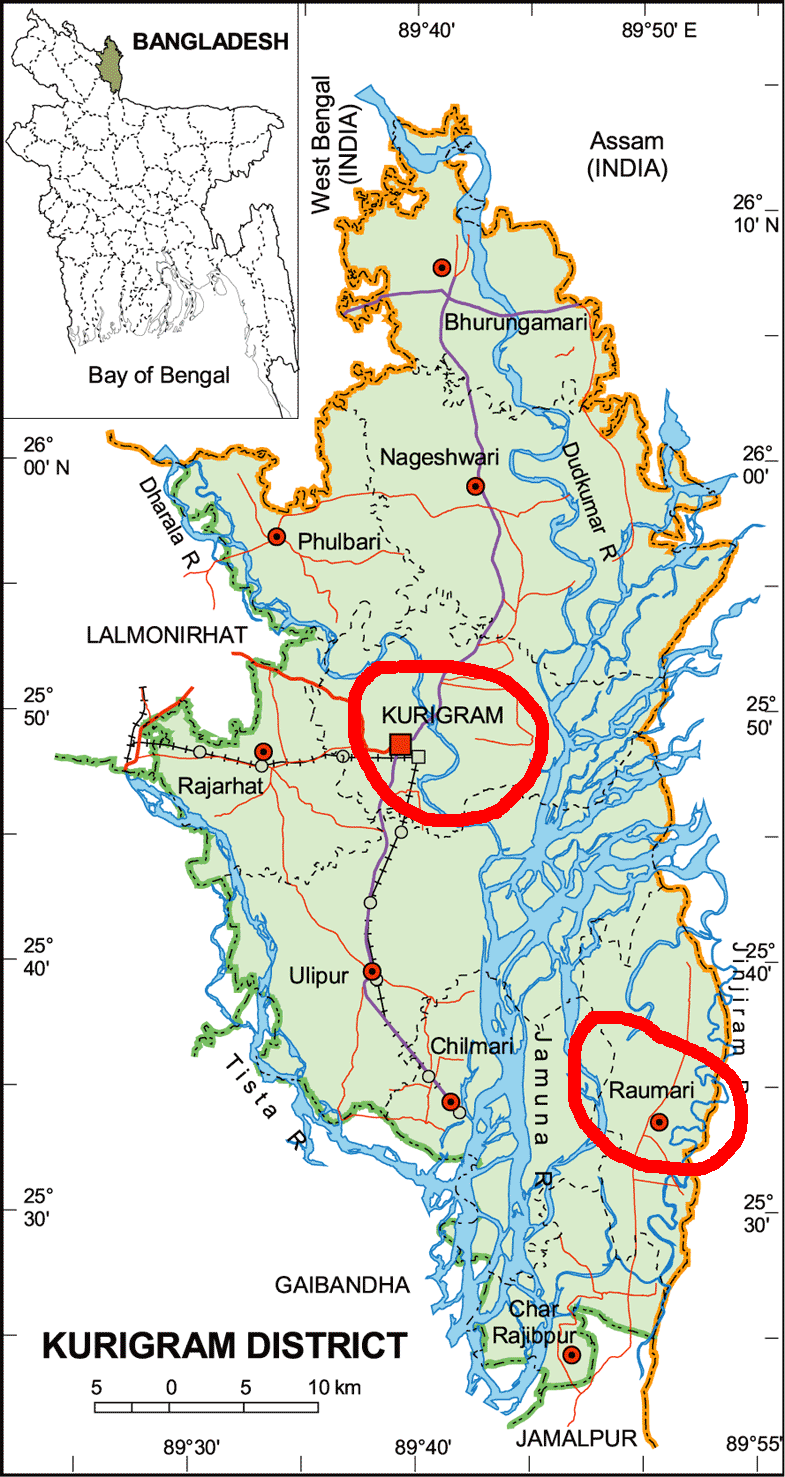 BANGLADESH
Bay of Bengal
89°40'
89°50' E
West Bengal
(INDIA)
Assam
(INDIA)
26°
10' N
Bhurungamari
26°
00' N
Nageshwari
Dudkumar R
26°
00'
Dharala R
Phulbari
LALMONIRHAT
25°
50'
KURIGRAM
25°
50'
Rajarhat
25°
40'
Ulipur
25°
40'
Jinjiram R
Chilmari
Jamuna R
Raumari
Tista R
25°
30'
25°
30'
GAIBANDHA
Char
Rajibpur
KURIGRAM DISTRICT
5 0 5 10 km
JAMALPUR
89°30'
89°40'
89°55'